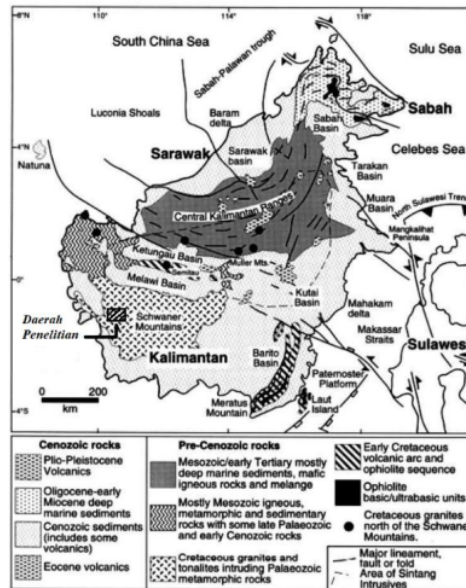 8°N
110°
114°
118°
South China Sea
Sulu Sea
Sabah-Palawan trough
Luconia Shoals
Baram
delta
Sabah
Sabah
Basin
4°N
Sarawak
Sarawak
basin
Celebes Sea
Natuna
Tarakan
Basin
Central Kalimantan Ranges
Muara
Basin
North Sulawesi Tren
Mangkalihat
Peninsula
Ketungau Basin
Semitau
Muller Mts.
Melawi Basin
Kutai
Basin
0°
Mahakam
delta
Daerah
Penelitian
Schwaner
Mountains
Makassar
Straits
Kalimantan
Sulawes
Barito
Basin
Paternoster
Platform
0
200
km
Meratus
Mountain
Laut
Island
4°S
Cenozoic rocks
Plio-Pleistocene
Volcanics
Oligocene-early
Miocene deep
marine sediments
Cenozoic sediments
(includes some
volcanics)
Eocene volcanics
Pre-Cenozoic rocks
Mesozoic/early Tertiary mostly
deep marine sediments, mafic
igneous rocks and melange
Mostly Mesozoic igneous,
metamorphic and sedimentary
rocks with some late Palaeozoic
and early Cenozoic rocks
Cretaceous granites and
tonalites intruding Palaeozoic
metamorphic rocks
Early Cretaceous
volcanic arc and
ophiolite sequence
Ophiolite
basic/ultrabasic units
Cretaceous granites
north of the Schwane
Mountains.
Major lineament,
fault or fold
Area of Sintang
Intrusives